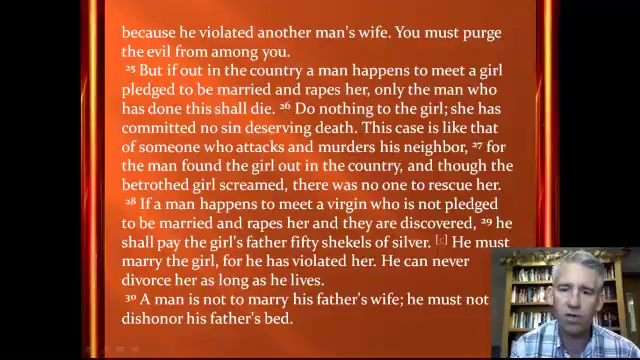 because he violated another man's wife. You must purge
the evil from among you.
²⁵ But if out in the country a man happens to meet a girl
pledged to be married and rapes her, only the man who
has done this shall die. ²⁶ Do nothing to the girl; she has
committed no sin deserving death. This case is like that
of someone who attacks and murders his neighbor, ²⁷ for
the man found the girl out in the country, and though the
betrothed girl screamed, there was no one to rescue her.
²⁸ If a man happens to meet a virgin who is not pledged
to be married and rapes her and they are discovered, ²⁹ he
shall pay the girl's father fifty shekels of silver. [c] He must
marry the girl, for he has violated her. He can never
divorce her as long as he lives.
³⁰ A man is not to marry his father's wife; he must not
dishonor his father's bed.